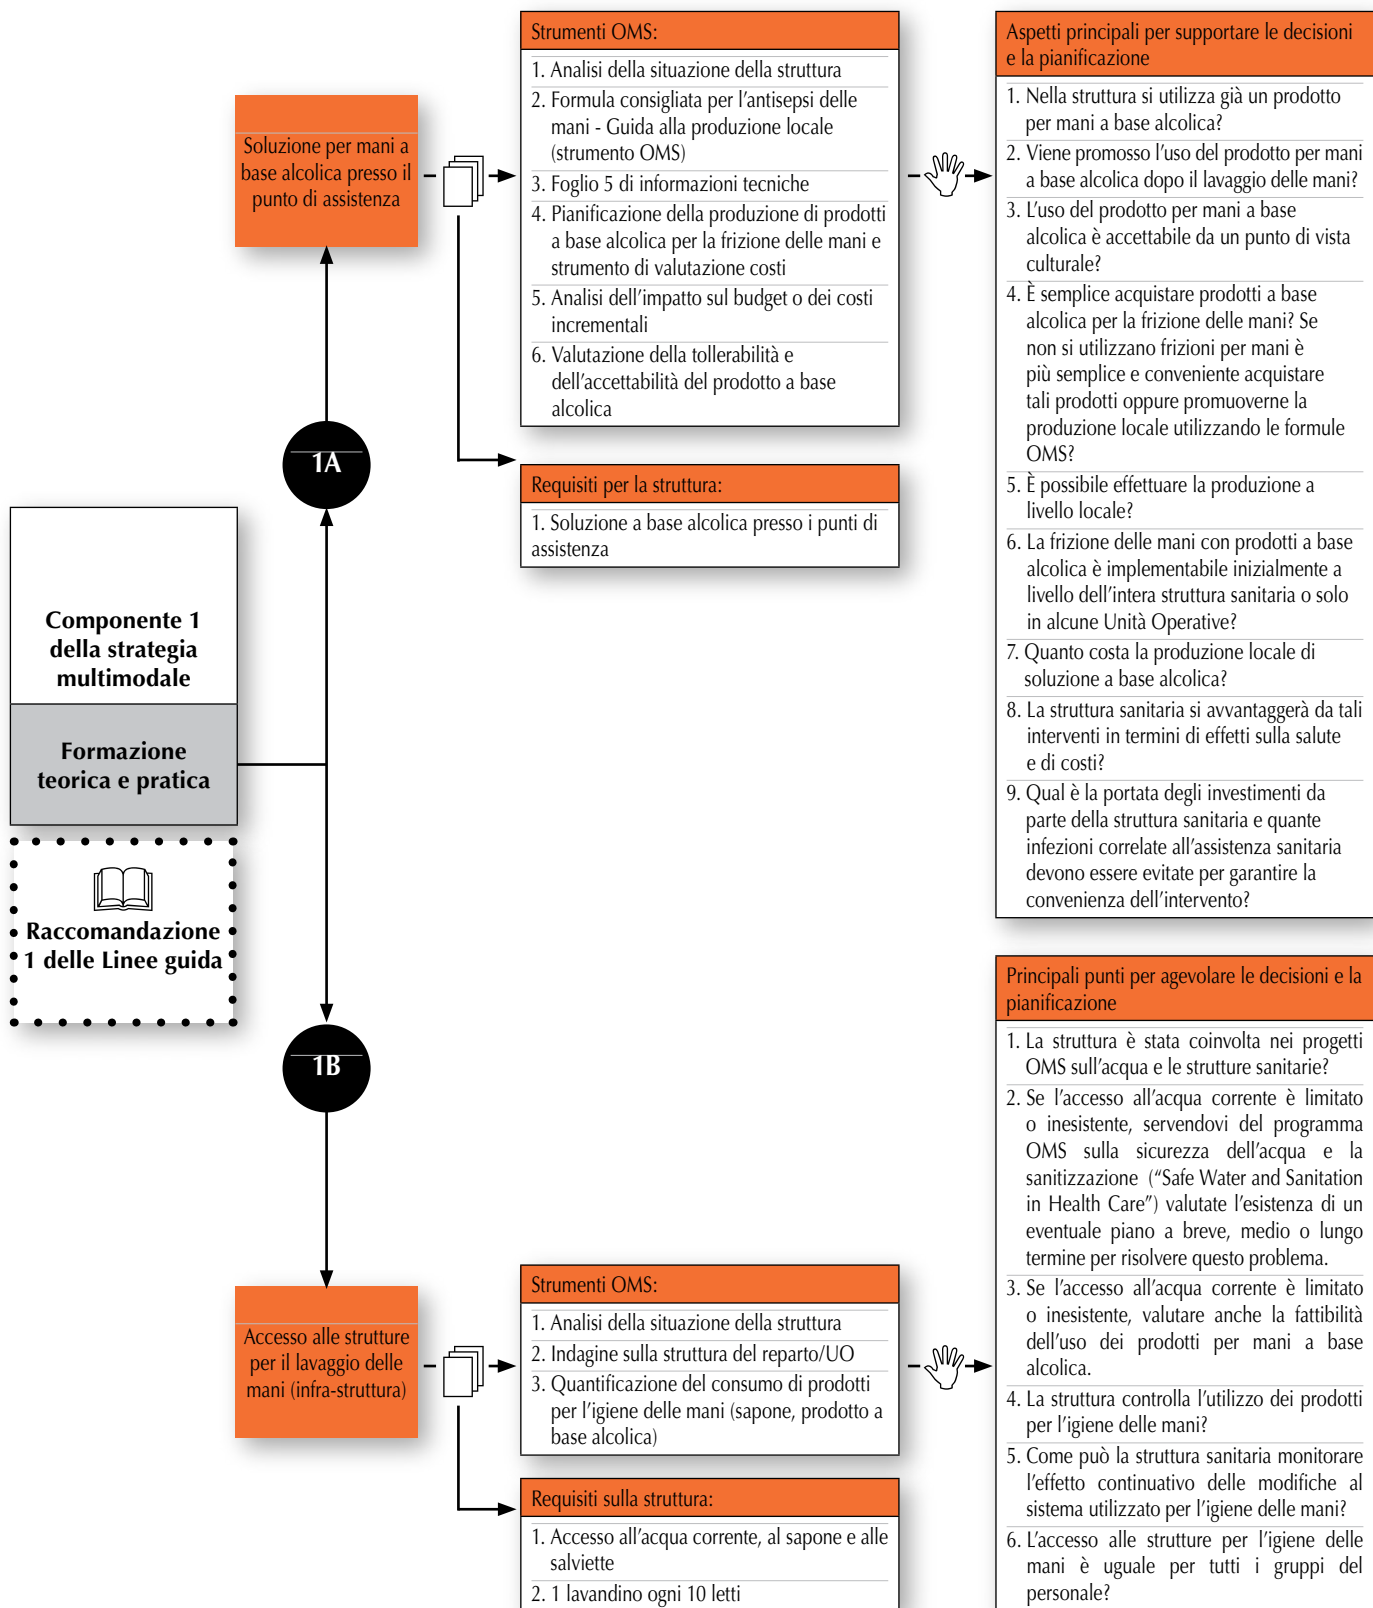 Componente 1
della strategia
multimodale
Formazione
teorica e pratica
Raccomandazione
1 delle Linee guida
1A
Soluzione per mani a
base alcolica presso il
punto di assistenza
Strumenti OMS:
1. Analisi della situazione della struttura
2. Formula consigliata per l'antisepsi delle
mani - Guida alla produzione locale
(strumento OMS)
3. Foglio 5 di informazioni tecniche
4. Pianificazione della produzione di prodotti
a base alcolica per la frizione delle mani e
strumento di valutazione costi
5. Analisi dell'impatto sul budget o dei costi
incrementali
6. Valutazione della tollerabilità e
dell'accettabilità del prodotto a base
alcolica
Requisiti per la struttura:
1. Soluzione a base alcolica presso i punti di
assistenza
Aspetti principali per supportare le decisioni
e la pianificazione
1. Nella struttura si utilizza già un prodotto
per mani a base alcolica?
2. Viene promosso l'uso del prodotto per mani
a base alcolica dopo il lavaggio delle mani?
3. L'uso del prodotto per mani a base
alcolica è accettabile da un punto di vista
culturale?
4. È semplice acquistare prodotti a base
alcolica per la frizione delle mani? Se
non si utilizzano frizioni per mani è
più semplice e conveniente acquistare
tali prodotti oppure promuoverne la
produzione locale utilizzando le formule
OMS?
5. È possibile effettuare la produzione a
livello locale?
6. La frizione delle mani con prodotti a base
alcolica è implementabile inizialmente a
livello dell'intera struttura sanitaria o solo
in alcune Unità Operative?
7. Quanto costa la produzione locale di
soluzione a base alcolica?
8. La struttura sanitaria si avvantaggerà da tali
interventi in termini di effetti sulla salute
e di costi?
9. Qual è la portata degli investimenti da
parte della struttura sanitaria e quante
infezioni correlate all'assistenza sanitaria
devono essere evitate per garantire la
convenienza dell'intervento?
1B
Accesso alle strutture
per il lavaggio delle
mani (infra-struttura)
Strumenti OMS:
1. Analisi della situazione della struttura
2. Indagine sulla struttura del reparto/UO
3. Quantificazione del consumo di prodotti
per l'igiene delle mani (sapone, prodotto a
base alcolica)
Requisiti sulla struttura:
1. Accesso all'acqua corrente, al sapone e alle
salviette
2. 1 lavandino ogni 10 letti
Principali punti per agevolare le decisioni e la
pianificazione
1. La struttura è stata coinvolta nei progetti
OMS sull'acqua e le strutture sanitarie?
2. Se l'accesso all'acqua corrente è limitato
o inesistente, servendovi del programma
OMS sulla sicurezza dell'acqua e la
sanitizzazione ("Safe Water and Sanitation
in Health Care") valutate l'esistenza di un
eventuale piano a breve, medio o lungo
termine per risolvere questo problema.
3. Se l'accesso all'acqua corrente è limitato
o inesistente, valutare anche la fattibilità
dell'uso dei prodotti per mani a base
alcolica.
4. La struttura controlla l'utilizzo dei prodotti
per l'igiene delle mani?
5. Come può la struttura sanitaria monitorare
l'effetto continuativo delle modifiche al
sistema utilizzato per l'igiene delle mani?
6. L'accesso alle strutture per l'igiene delle
mani è uguale per tutti i gruppi del
personale?